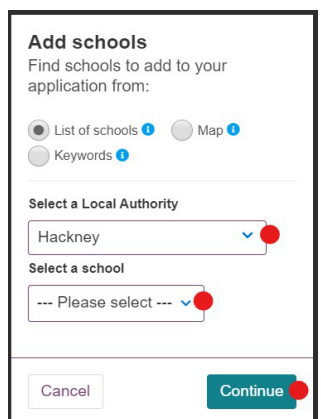 Add schools
Find schools to add to your
application from:
List of schools i Map i
Keywords i
Select a Local Authority
Hackney
Select a school
--- Please select ---
Cancel Continue